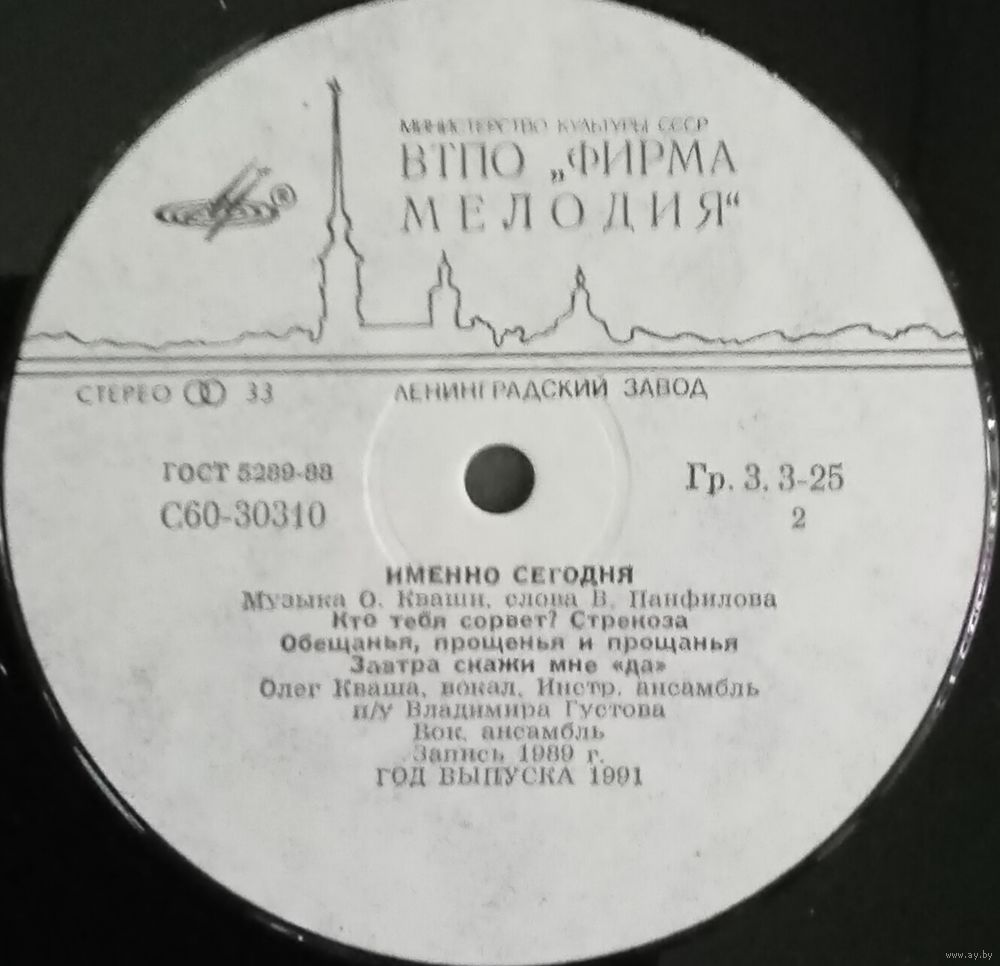 МИНИСТЕРСТВО КУЛЬТУРЫ СССР
ВТПО „ФИРМА
МЕЛОДИЯ“
®
СТЕРЕО 33
ЛЕНИНГРАДСКИЙ ЗАВОД
ГОСТ 5289-88
Гр. 3. 3-25
С60-30310
2
ИМЕННО СЕГОДНЯ
Музыка О. Кваши, слова В. Панфилова
Кто тебя сорвет? Стрекоза
Обещанья, прощенья и прощанья
Завтра скажи мне «да»
Олег Кваша, вокал, Инстр. ансамбль
п/у Владимира Густова
Вок. ансамбль
Запись 1989 г.
ГОД ВЫПУСКА 1991
www.ay.by